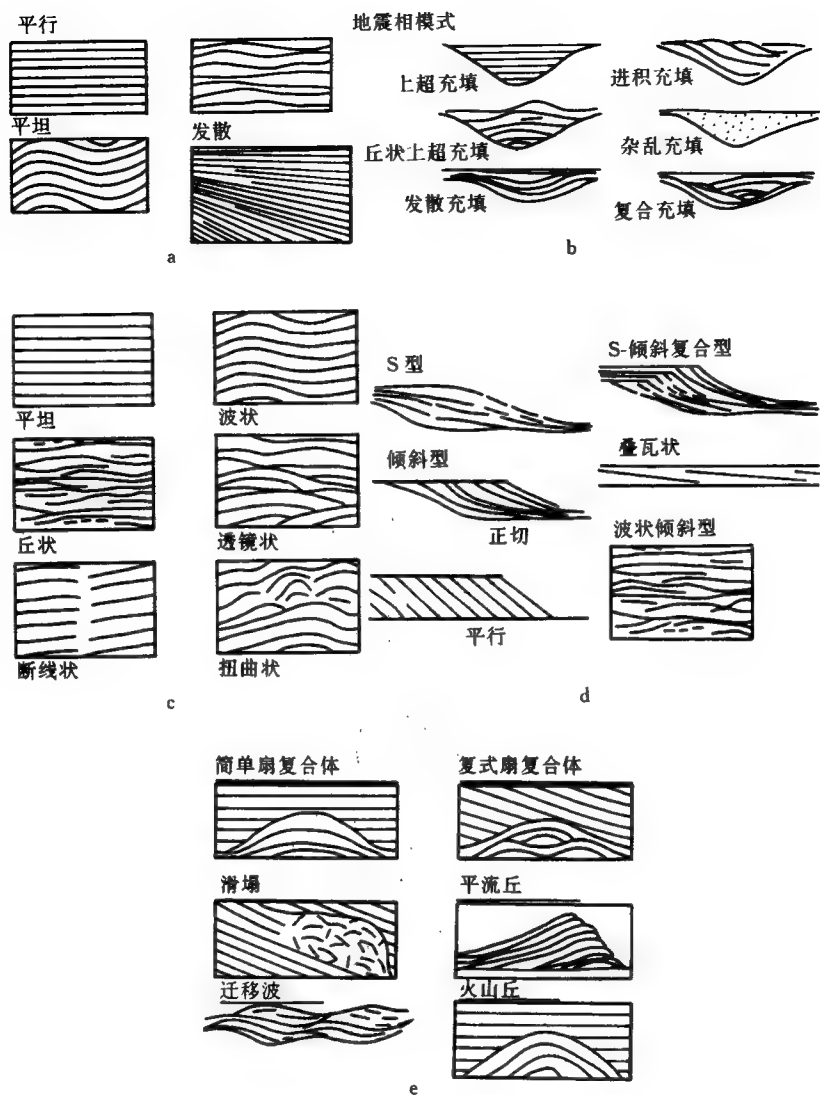 平行
地震相模式
上超充填
进积充填
平坦
发散
丘状上超充填
杂乱充填
发散充填
复合充填
a
b
S 型
S-倾斜复合型
平坦
波状
倾斜型
叠瓦状
丘状
透镜状
正切
波状倾斜型
平行
断线状
扭曲状
c
d
简单扇复合体
复式扇复合体
滑塌
平流丘
迁移波
火山丘
e